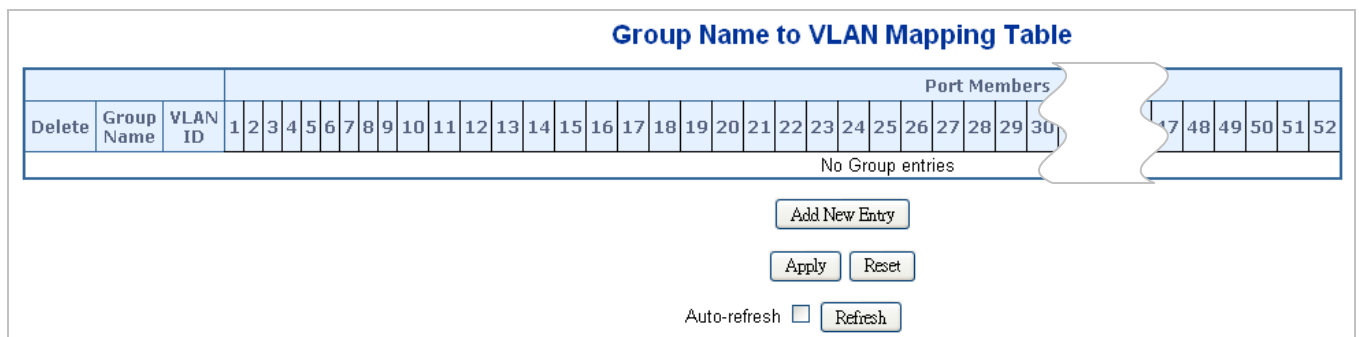 Group Name to VLAN Mapping Table
Port Members
Delete Group Name VLAN ID 1 2 3 4 5 6 7 8 9 10 11 12 13 14 15 16 17 18 19 20 21 22 23 24 25 26 27 28 29 30 47 48 49 50 51 52
No Group entries
Add New Entry
Apply Reset
Auto-refresh Refresh